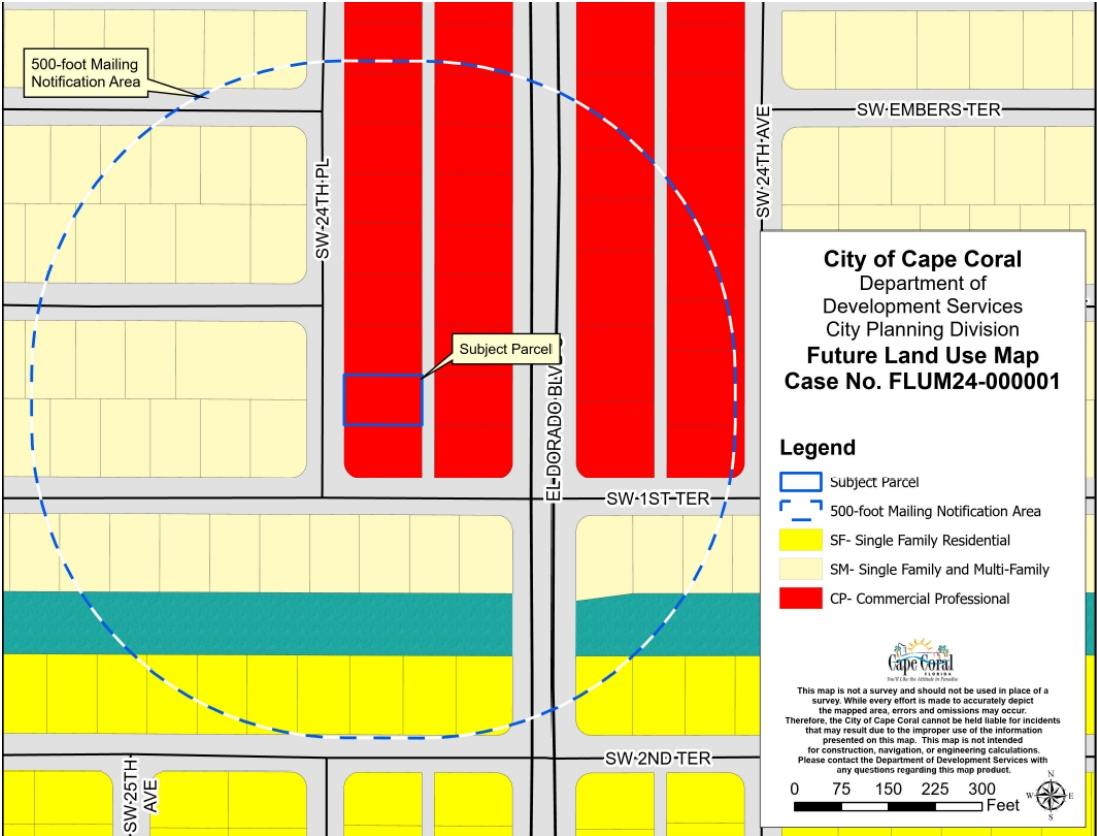 500-foot Mailing
Notification Area
SW EMBERS TER
SW 24TH PL
SW 24TH AVE
Subject Parcel
EL DORADO BLVD
SW 1ST TER
SW 2ND TER
SW 25TH
AVE
City of Cape Coral
Department of
Development Services
City Planning Division
Future Land Use Map
Case No. FLUM24-000001
Legend
Subject Parcel
500-foot Mailing Notification Area
SF- Single Family Residential
SM- Single Family and Multi-Family
CP- Commercial Professional
Cape Coral
FLORIDA
You'll Like the Attitude in Paradise
This map is not a survey and should not be used in place of a
survey. While every effort is made to accurately depict
the mapped area, errors and omissions may occur.
Therefore, the City of Cape Coral cannot be held liable for incidents
that may result due to the improper use of the information
presented on this map. This map is not intended
for construction, navigation, or engineering calculations.
Please contact the Department of Development Services with
any questions regarding this map product.
0 75 150 225 300
Feet
N
W E
S